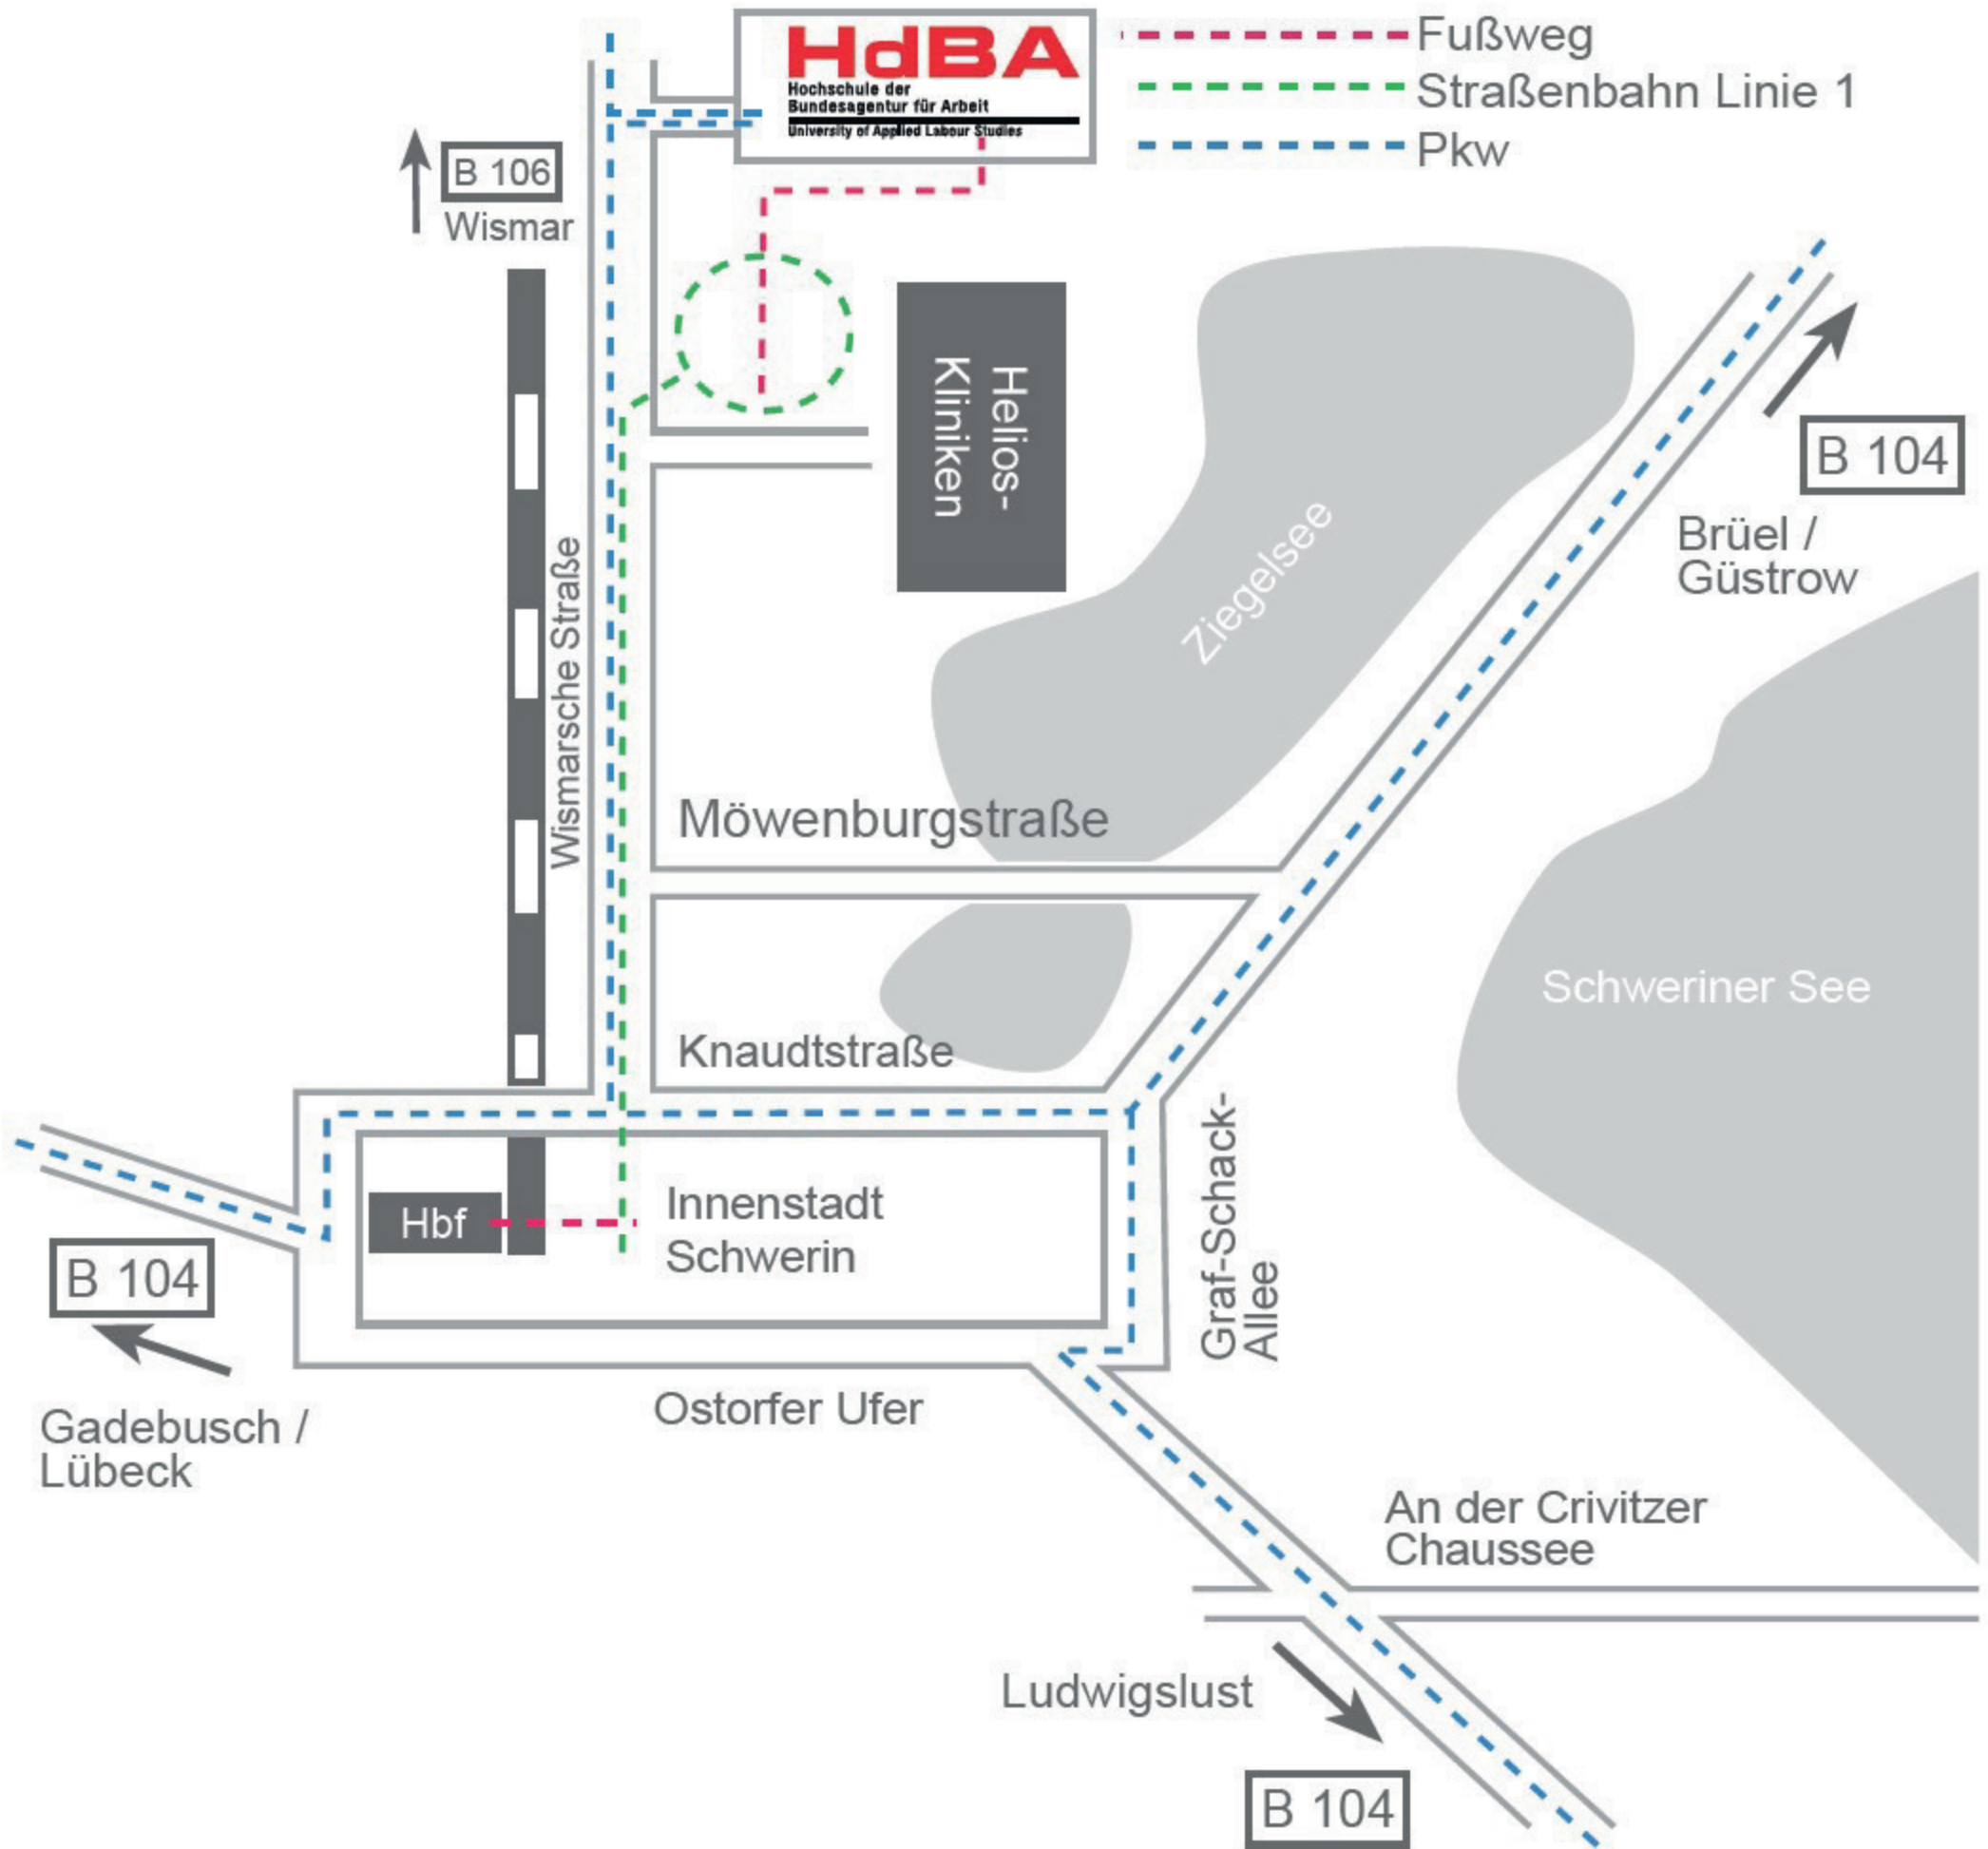 HdBA
Hochschule der
Bundesagentur für Arbeit
University of Applied Labour Studies
Fußweg
Straßenbahn Linie 1
Pkw
B 106
Wismar
Helios-
Kliniken
B 104
Brüel /
Güstrow
Ziegelsee
Wismarsche Straße
Möwenburgstraße
Schweriner See
Knaudtstraße
Hbf
Innenstadt
Schwerin
Graf-Schack-
Allee
B 104
Gadebusch /
Lübeck
Ostorfer Ufer
An der Crivitzer
Chaussee
Ludwigslust
B 104